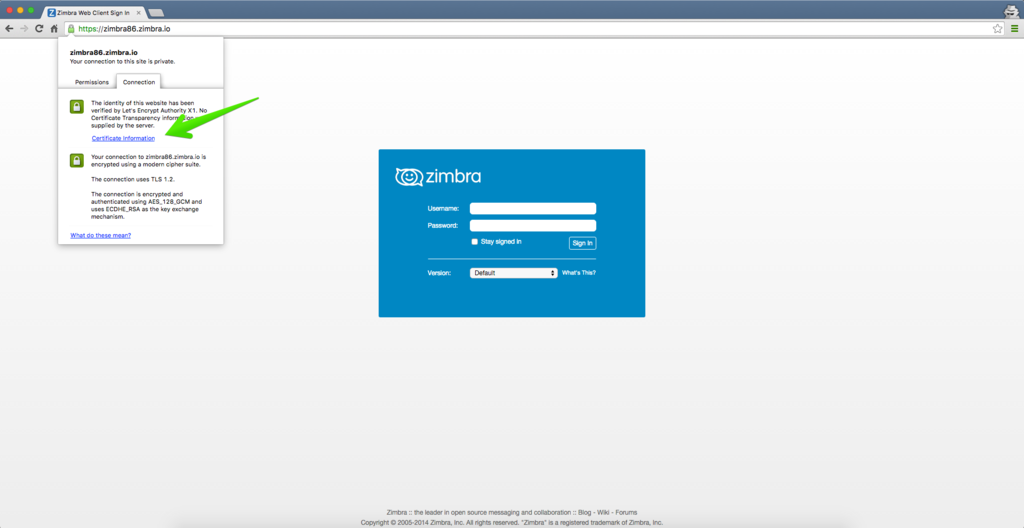 Zimbra Web Client Sign In
https://zimbra86.zimbra.io
zimbra86.zimbra.io
Your connection to this site is private.
Permissions Connection
The identity of this website has been
verified by Let's Encrypt Authority X1. No
Certificate Transparency information
supplied by the server.
Certificate Information
Your connection to zimbra86.zimbra.io is
encrypted using a modern cipher suite.
The connection uses TLS 1.2.
The connection is encrypted and
authenticated using AES_128_GCM and
uses ECDHE_RSA as the key exchange
mechanism.
What do these mean?
zimbra
Username:
Password:
Stay signed in Sign In
Version: Default What's This?
Zimbra :: the leader in open source messaging and collaboration :: Blog - Wiki - Forums
Copyright © 2005-2014 Zimbra, Inc. All rights reserved. "Zimbra" is a registered trademark of Zimbra, Inc.